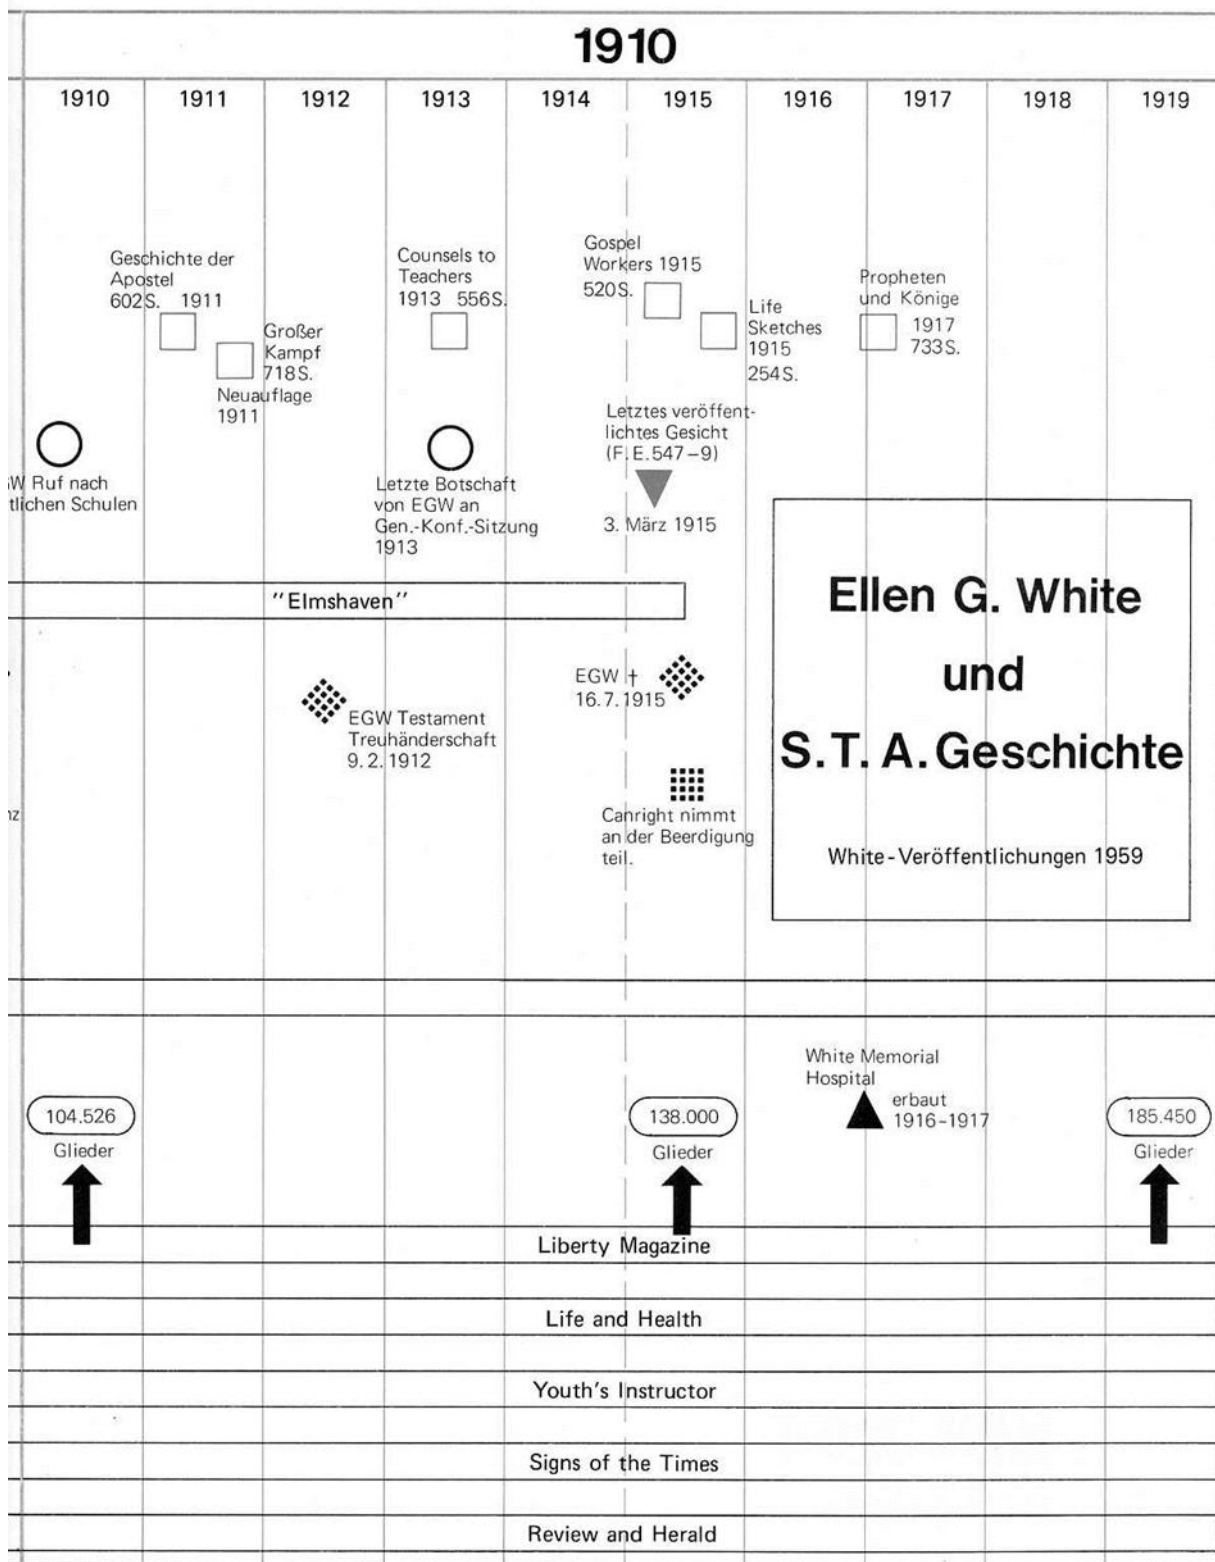 1910
1910 1911 1912 1913 1914 1915 1916 1917 1918 1919
Geschichte der
Apostel
602S. 1911
Großer
Kampf
718S.
Neuauflage
1911
Counsels to
Teachers
1913 556S.
Gospel
Workers 1915
520S.
Life
Sketches
1915
254S.
Propheten
und Könige
1917
733S.
Ruf nach
Schulen
Letzte Botschaft
von EGW an
Gen.-Konf.-Sitzung
1913
Letztes veröffent-
lichtes Gesicht
(F.E.547–9)
3. März 1915
"Elmshaven"
EGW Testament
Treuhänderschaft
9.2.1912
EGW †
16.7.1915
Canright nimmt
an der Beerdigung
teil.
Ellen G. White
und
S.T.A. Geschichte
White-Veröffentlichungen 1959
White Memorial
Hospital
erbaut
1916-1917
104.526
Glieder
138.000
Glieder
185.450
Glieder
Liberty Magazine
Life and Health
Youth's Instructor
Signs of the Times
Review and Herald